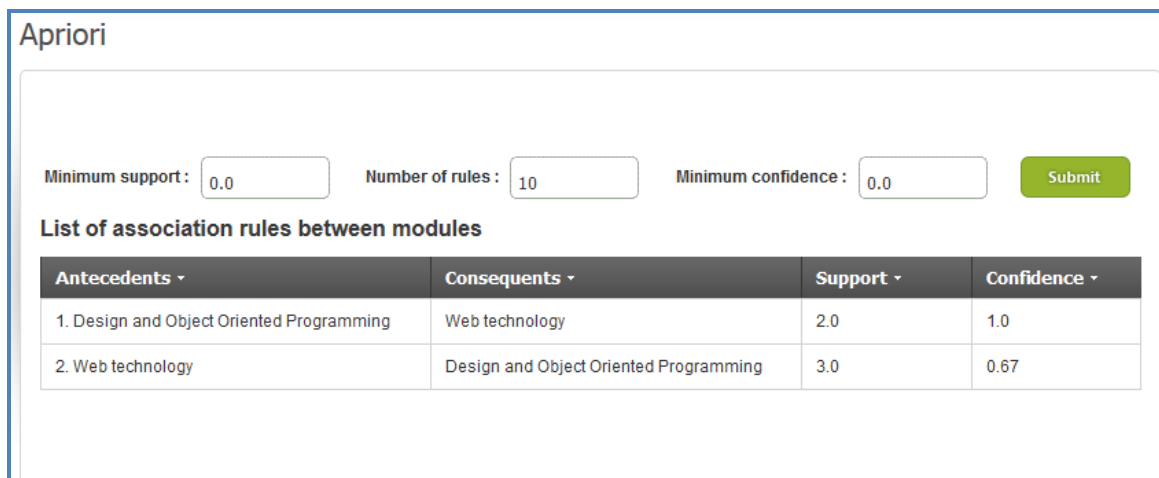 Apriori
Minimum support : 0.0 Number of rules : 10 Minimum confidence : 0.0 Submit
List of association rules between modules
Antecedents Consequents Support Confidence
1. Design and Object Oriented Programming Web technology 2.0 1.0
2. Web technology Design and Object Oriented Programming 3.0 0.67